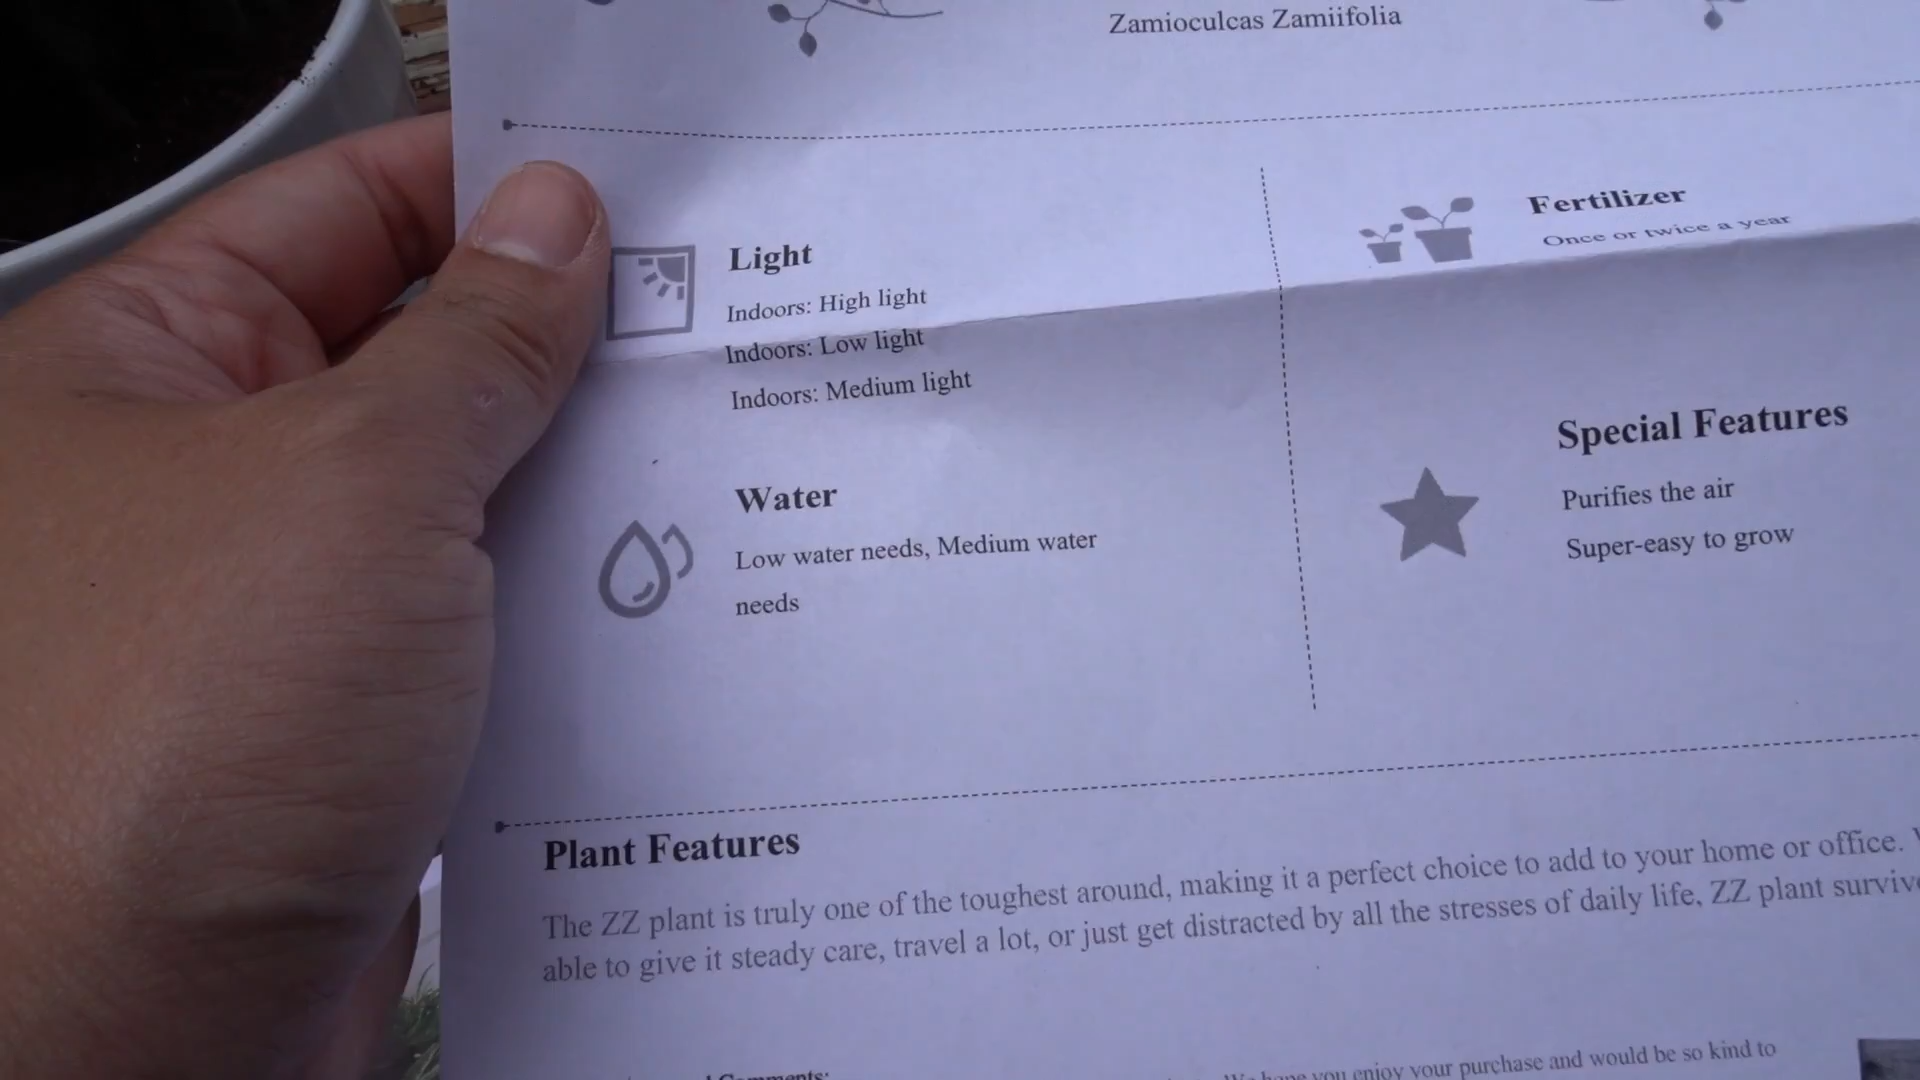 Zamioculcas Zamiifolia
Light
Indoors: High light
Indoors: Low light
Indoors: Medium light
Water
Low water needs, Medium water
needs
Fertilizer
Once or twice a year
Special Features
Purifies the air
Super-easy to grow
Plant Features
The ZZ plant is truly one of the toughest around, making it a perfect choice to add to your home or office.
able to give it steady care, travel a lot, or just get distracted by all the stresses of daily life, ZZ plant
Comments:
We hope you enjoy your purchase and would be so kind to